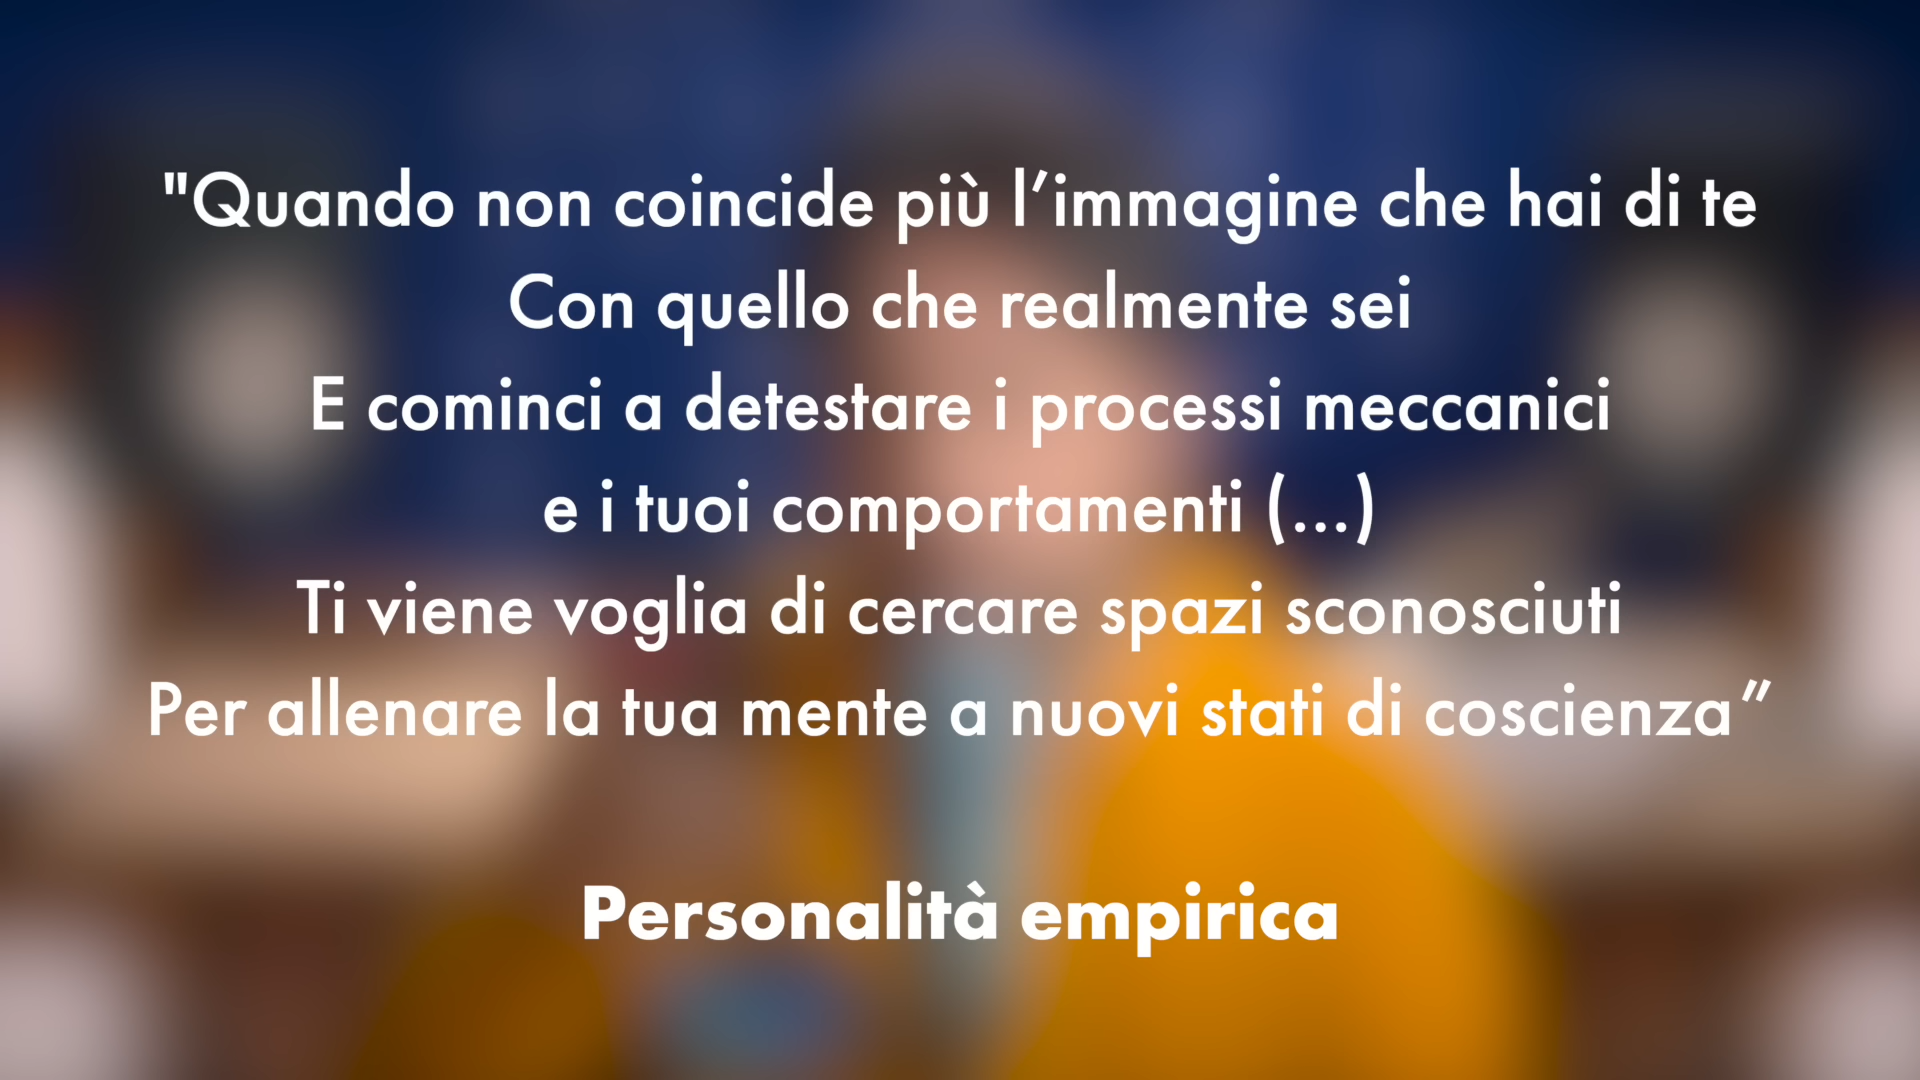 "Quando non coincide più l’immagine che hai di te
Con quello che realmente sei
E cominci a detestare i processi meccanici
e i tuoi comportamenti (...)
Ti viene voglia di cercare spazi sconosciuti
Per allenare la tua mente a nuovi stati di coscienza”
Personalità empirica